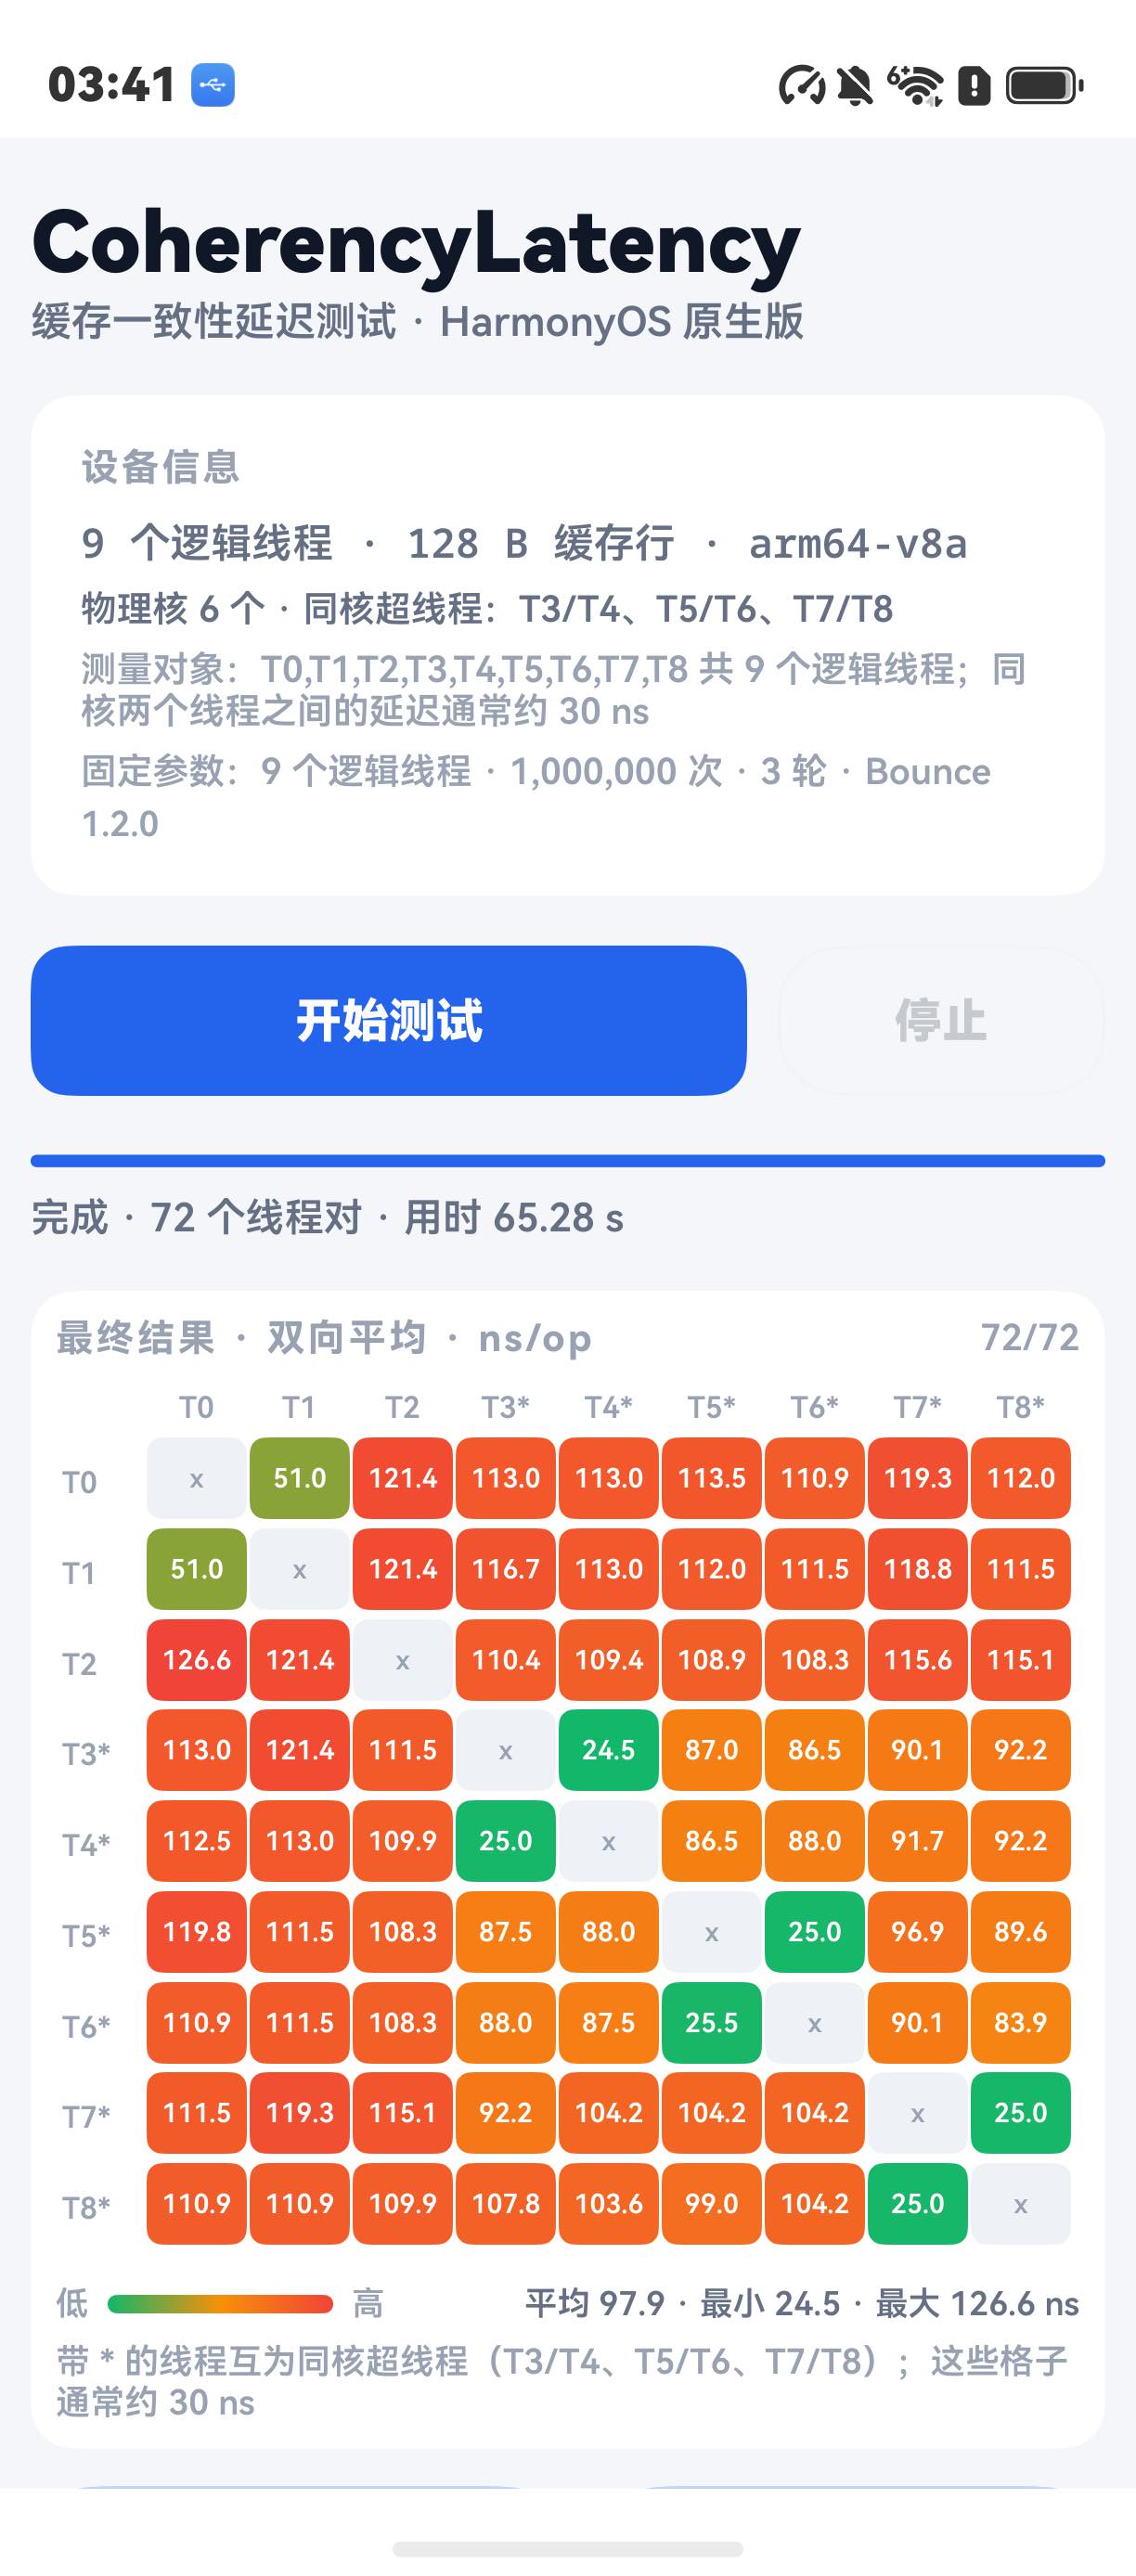 03:41
CoherencyLatency
缓存一致性延迟测试 · HarmonyOS 原生版
设备信息
9 个逻辑线程 · 128 B 缓存行 · arm64-v8a
物理核 6 个 · 同核超线程：T3/T4、T5/T6、T7/T8
测量对象：T0,T1,T2,T3,T4,T5,T6,T7,T8 共 9 个逻辑线程；同
核两个线程之间的延迟通常约 30 ns
固定参数：9 个逻辑线程 · 1,000,000 次 · 3 轮 · Bounce
1.2.0
开始测试 停止
完成 · 72 个线程对 · 用时 65.28 s
最终结果 · 双向平均 · ns/op 72/72
T0 T1 T2 T3* T4* T5* T6* T7* T8*
T0 x 51.0 121.4 113.0 113.0 113.5 110.9 119.3 112.0
T1 51.0 x 121.4 116.7 113.0 112.0 111.5 118.8 111.5
T2 126.6 121.4 x 110.4 109.4 108.9 108.3 115.6 115.1
T3* 113.0 121.4 111.5 x 24.5 87.0 86.5 90.1 92.2
T4* 112.5 113.0 109.9 25.0 x 86.5 88.0 91.7 92.2
T5* 119.8 111.5 108.3 87.5 88.0 x 25.0 96.9 89.6
T6* 110.9 111.5 108.3 88.0 87.5 25.5 x 90.1 83.9
T7* 111.5 119.3 115.1 92.2 104.2 104.2 104.2 x 25.0
T8* 110.9 110.9 109.9 107.8 103.6 99.0 104.2 25.0 x
低 高 平均 97.9 · 最小 24.5 · 最大 126.6 ns
带 * 的线程互为同核超线程（T3/T4、T5/T6、T7/T8）；这些格子
通常约 30 ns